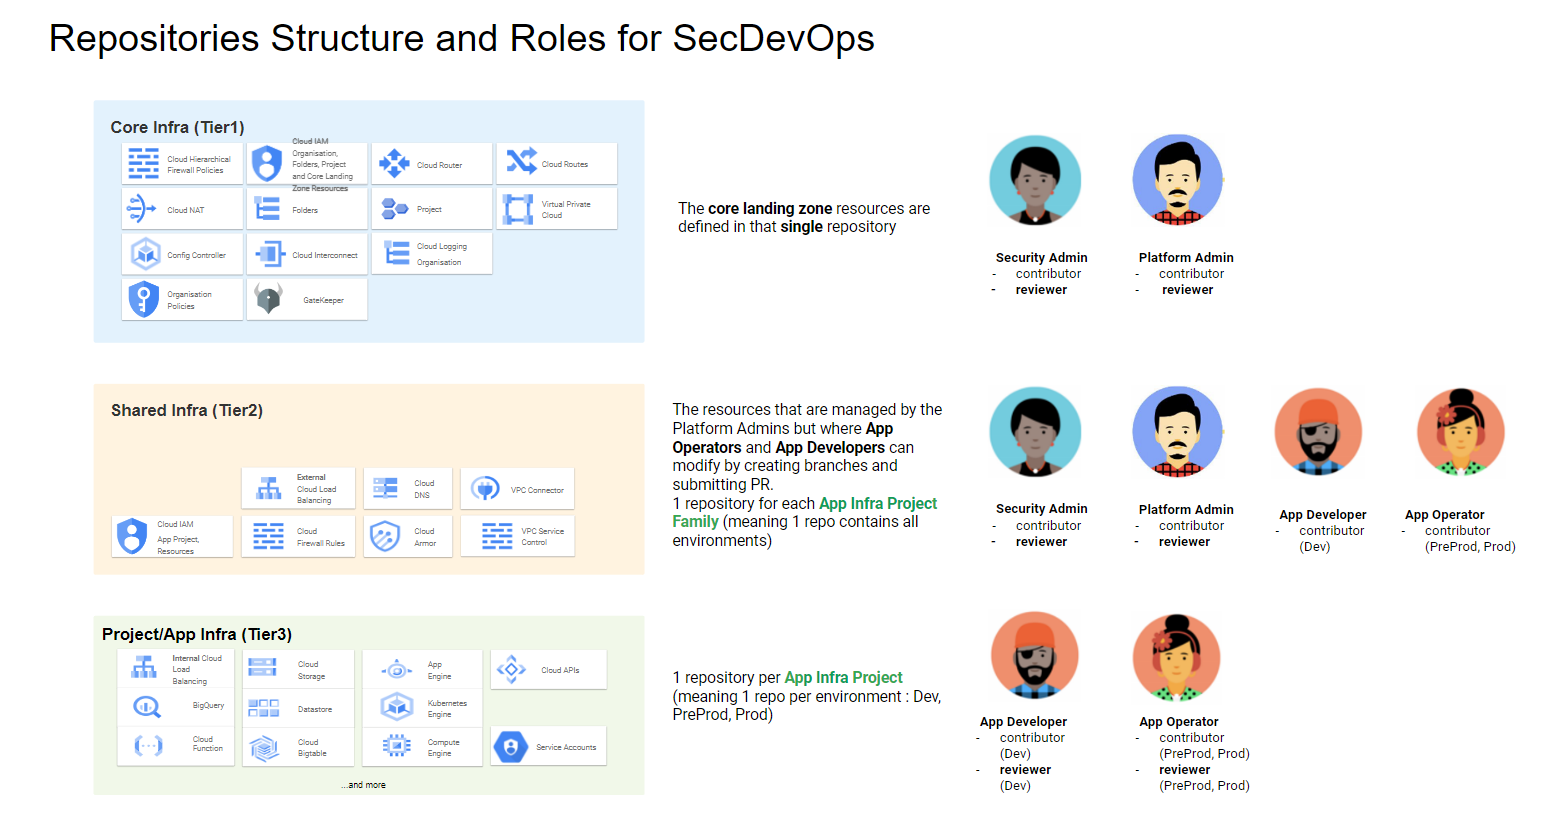 Repositories Structure and Roles for SecDevOps
Core Infra (Tier1)
Cloud Hierarchical
Firewall Policies
Cloud IAM
Organisation,
Folders, Project
and Core Landing
Zone Resources
Cloud Router
Cloud Routes
Cloud NAT
Folders
Project
Virtual Private
Cloud
Config Controller
Cloud Interconnect
Cloud Logging
Organisation
Organisation
Policies
GateKeeper
The core landing zone resources are
defined in that single repository
Security Admin
- contributor
- reviewer
Platform Admin
- contributor
- reviewer
Shared Infra (Tier2)
External
Cloud Load
Balancing
Cloud
DNS
VPC Connector
Cloud IAM
App Project,
Resources
Cloud
Firewall Rules
Cloud
Armor
VPC Service
Control
The resources that are managed by the
Platform Admins but where App
Operators and App Developers can
modify by creating branches and
submitting PR.
1 repository for each App Infra Project
Family (meaning 1 repo contains all
environments)
Security Admin
- contributor
- reviewer
Platform Admin
- contributor
- reviewer
App Developer
- contributor
(Dev)
App Operator
- contributor
(PreProd, Prod)
Project/App Infra (Tier3)
Internal Cloud
Load
Balancing
Cloud
Storage
App
Engine
Cloud APIs
BigQuery
Datastore
Kubernetes
Engine
Cloud
Function
Cloud
Bigtable
Compute
Engine
Service Accounts
...and more
1 repository per App Infra Project
(meaning 1 repo per environment : Dev,
PreProd, Prod)
App Developer
- contributor
(Dev)
- reviewer
(Dev)
App Operator
- contributor
(PreProd, Prod)
- reviewer
(PreProd, Prod)